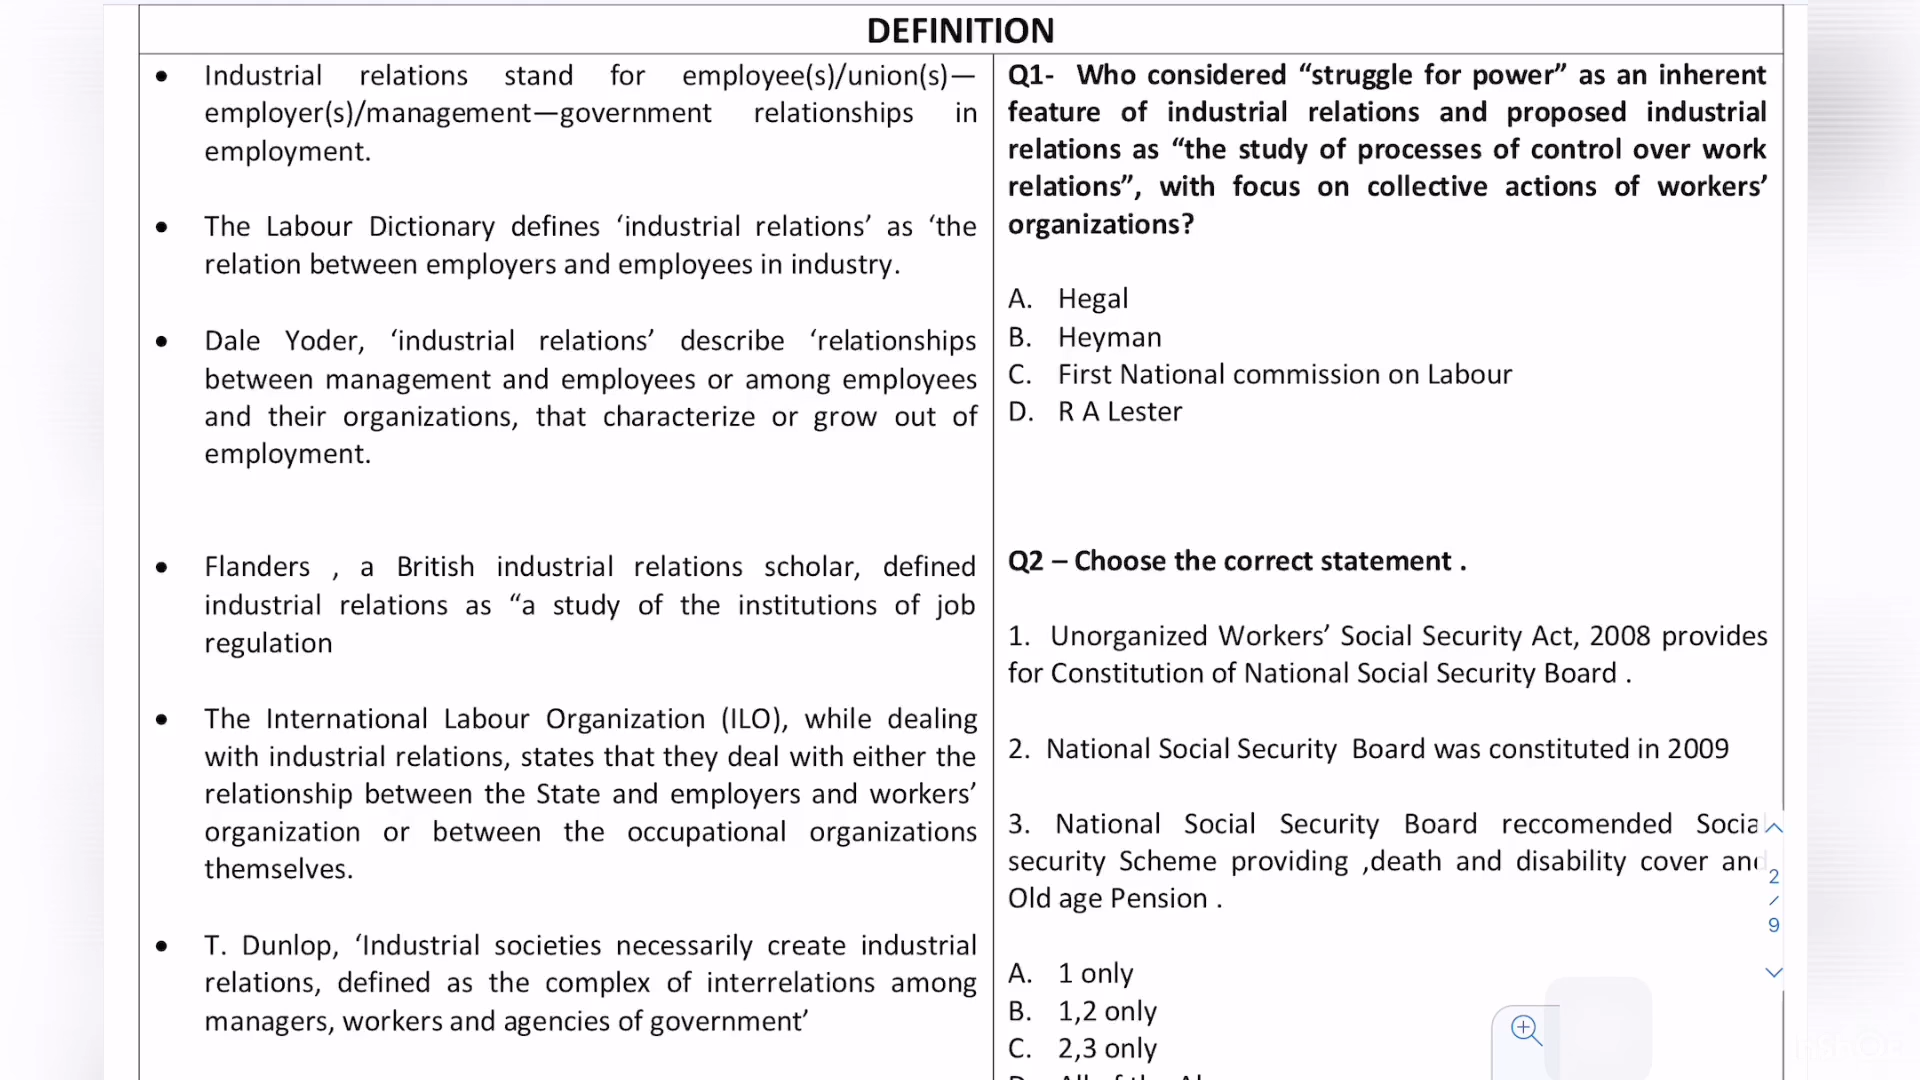 DEFINITION
• Industrial relations stand for employee(s)/union(s)—
employer(s)/management—government relationships in
employment.
• The Labour Dictionary defines ‘industrial relations’ as ‘the
relation between employers and employees in industry.
• Dale Yoder, ‘industrial relations’ describe ‘relationships
between management and employees or among employees
and their organizations, that characterize or grow out of
employment.
• Flanders , a British industrial relations scholar, defined
industrial relations as “a study of the institutions of job
regulation
• The International Labour Organization (ILO), while dealing
with industrial relations, states that they deal with either the
relationship between the State and employers and workers’
organization or between the occupational organizations
themselves.
• T. Dunlop, ‘Industrial societies necessarily create industrial
relations, defined as the complex of interrelations among
managers, workers and agencies of government’
Q1- Who considered “struggle for power” as an inherent
feature of industrial relations and proposed industrial
relations as “the study of processes of control over work
relations”, with focus on collective actions of workers’
organizations?
A. Hegal
B. Heyman
C. First National commission on Labour
D. R A Lester
Q2 – Choose the correct statement .
1. Unorganized Workers’ Social Security Act, 2008 provides
for Constitution of National Social Security Board .
2. National Social Security Board was constituted in 2009
3. National Social Security Board reccomended Socia
security Scheme providing ,death and disability cover and
Old age Pension .
A. 1 only
B. 1,2 only
C. 2,3 only
2
/
9